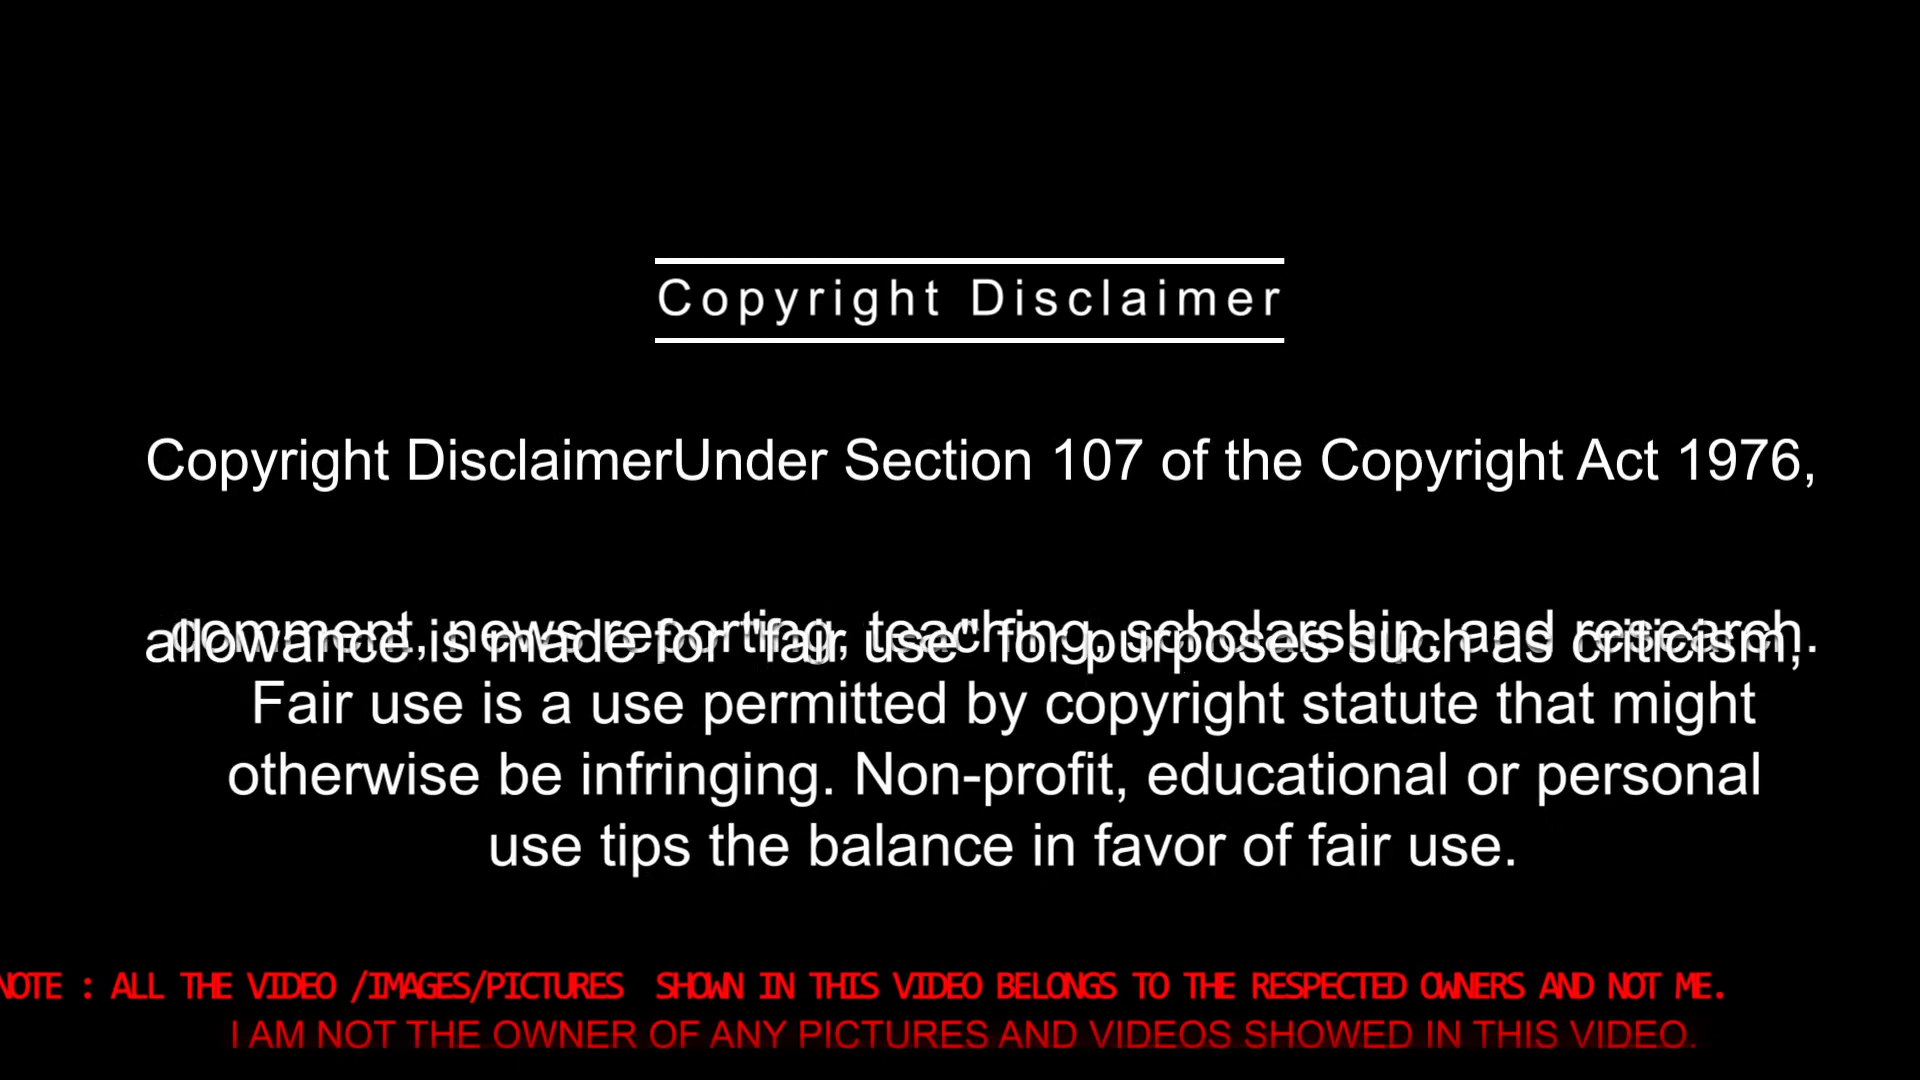 Copyright Disclaimer
Copyright DisclaimerUnder Section 107 of the Copyright Act 1976,
allowance is made for "fair use" for purposes such as criticism,
comment, news reporting, teaching, scholarship, and research.
Fair use is a use permitted by copyright statute that might
otherwise be infringing. Non-profit, educational or personal
use tips the balance in favor of fair use.
NOTE : ALL THE VIDEO /IMAGES/PICTURES SHOWN IN THIS VIDEO BELONGS TO THE RESPECTED OWNERS AND NOT ME.
I AM NOT THE OWNER OF ANY PICTURES AND VIDEOS SHOWED IN THIS VIDEO.